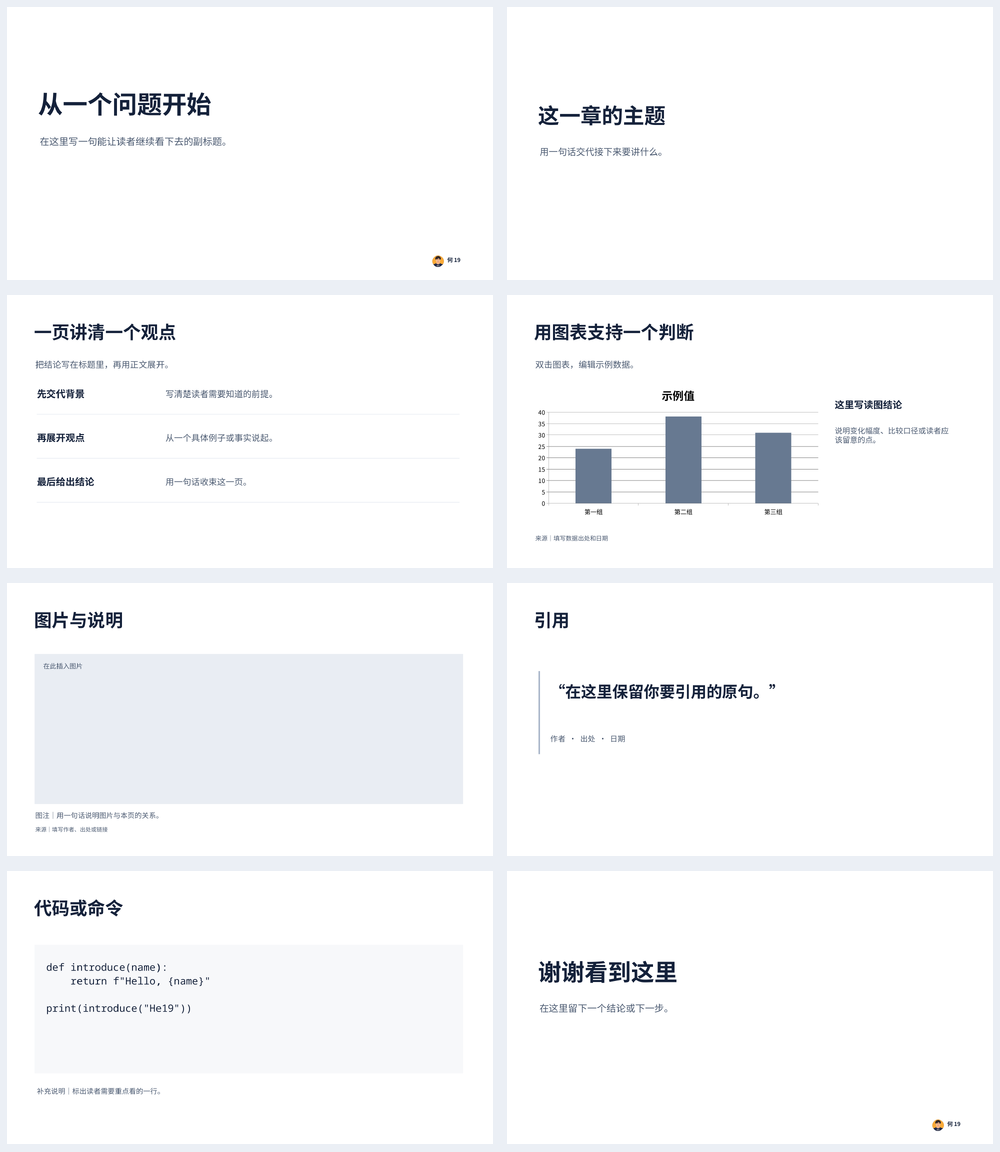 从一个问题开始
在这里写一句能让读者继续看下去的副标题。
何19
这一章的主题
用一句话交代接下来要讲什么。
一页讲清一个观点
把结论写在标题里，再用正文展开。
先交代背景
写清楚读者需要知道的前提。
再展开观点
从一个具体例子或事实说起。
最后给出结论
用一句话收束这一页。
用图表支持一个判断
双击图表，编辑示例数据。
示例值
40
35
30
25
20
15
10
5
0
第一组
第二组
第三组
这里写读图结论
说明变化幅度、比较口径或读者应
该留意的点。
来源｜填写数据出处和日期
图片与说明
在此插入图片
图注｜用一句话说明图片与本页的关系。
来源｜填写作者、出处或链接
引用
“在这里保留你要引用的原句。”
作者 · 出处 · 日期
代码或命令
def introduce(name):
    return f"Hello, {name}"
print(introduce("He19"))
补充说明｜标出读者需要重点看的一行。
谢谢看到这里
在这里留下一个结论或下一步。
何19